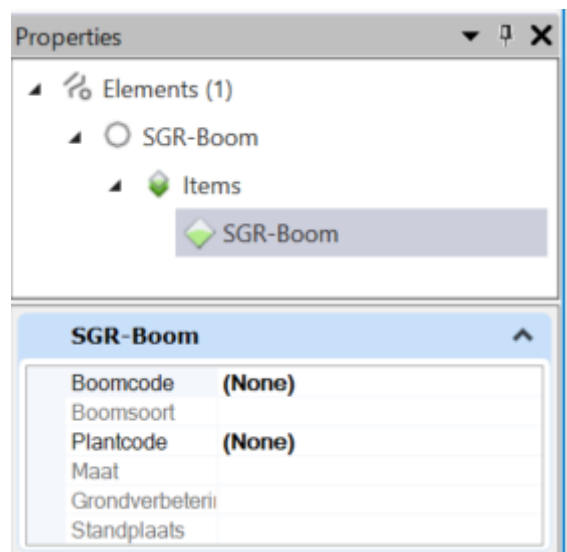 Properties
Elements (1)
SGR-Boom
Items
SGR-Boom
SGR-Boom
Boomcode (None)
Boomsoort
Plantcode (None)
Maat
Grondverbeteri
Standplaats